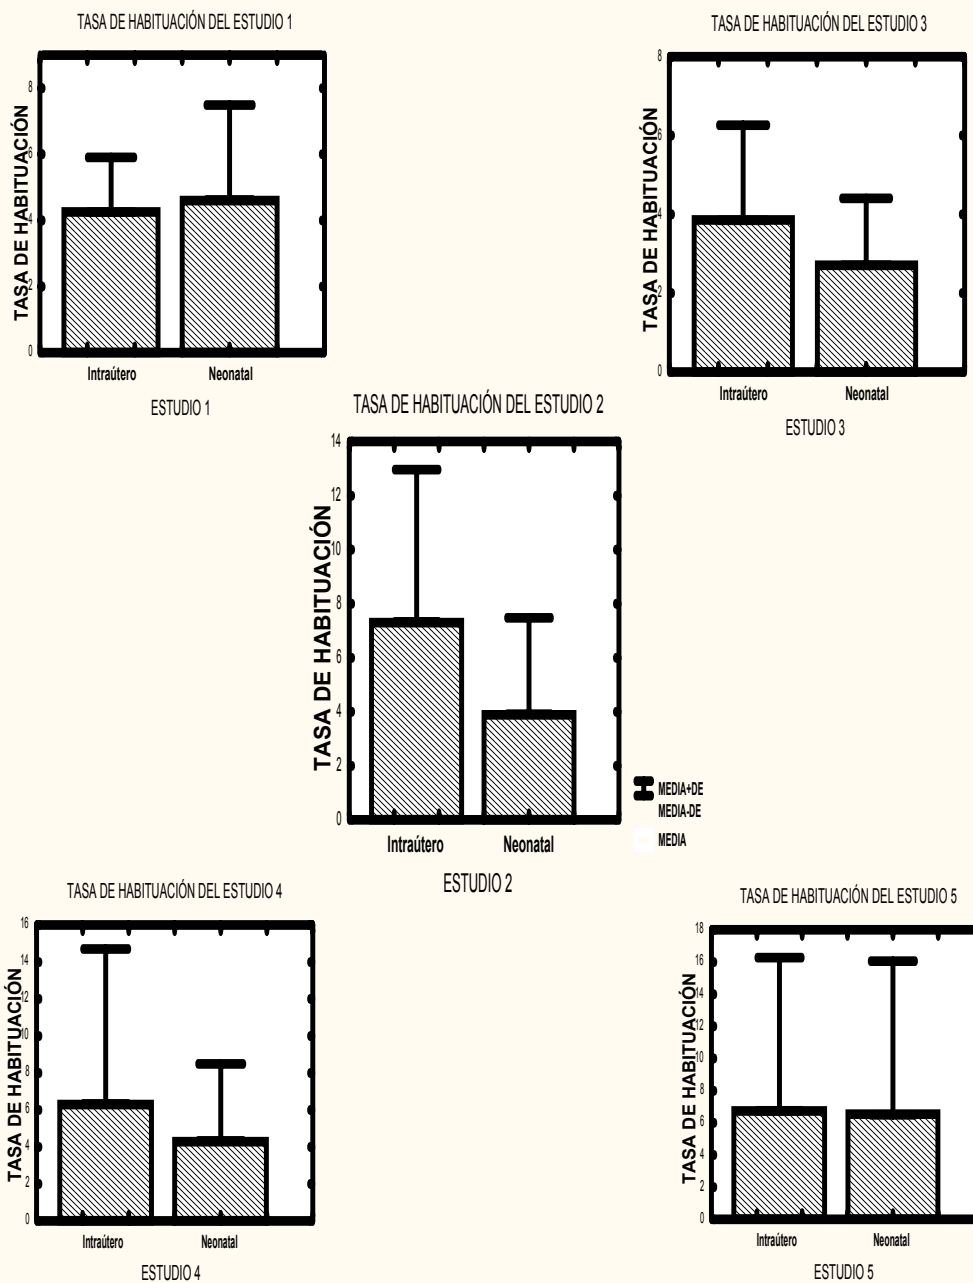 TASA DE HABITUACIÓN DEL ESTUDIO 1
TASA DE HABITUACIÓN
8
6
4
2
0
Intraútero Neonatal
ESTUDIO 1
TASA DE HABITUACIÓN DEL ESTUDIO 3
TASA DE HABITUACIÓN
8
6
4
2
0
Intraútero Neonatal
ESTUDIO 3
TASA DE HABITUACIÓN DEL ESTUDIO 2
TASA DE HABITUACIÓN
14
12
10
8
6
4
2
0
Intraútero Neonatal
ESTUDIO 2
MEDIA+DE
MEDIA-DE
MEDIA
TASA DE HABITUACIÓN DEL ESTUDIO 4
TASA DE HABITUACIÓN
16
14
12
10
8
6
4
2
0
Intraútero Neonatal
ESTUDIO 4
TASA DE HABITUACIÓN DEL ESTUDIO 5
TASA DE HABITUACIÓN
18
16
14
12
10
8
6
4
2
0
Intraútero Neonatal
ESTUDIO 5